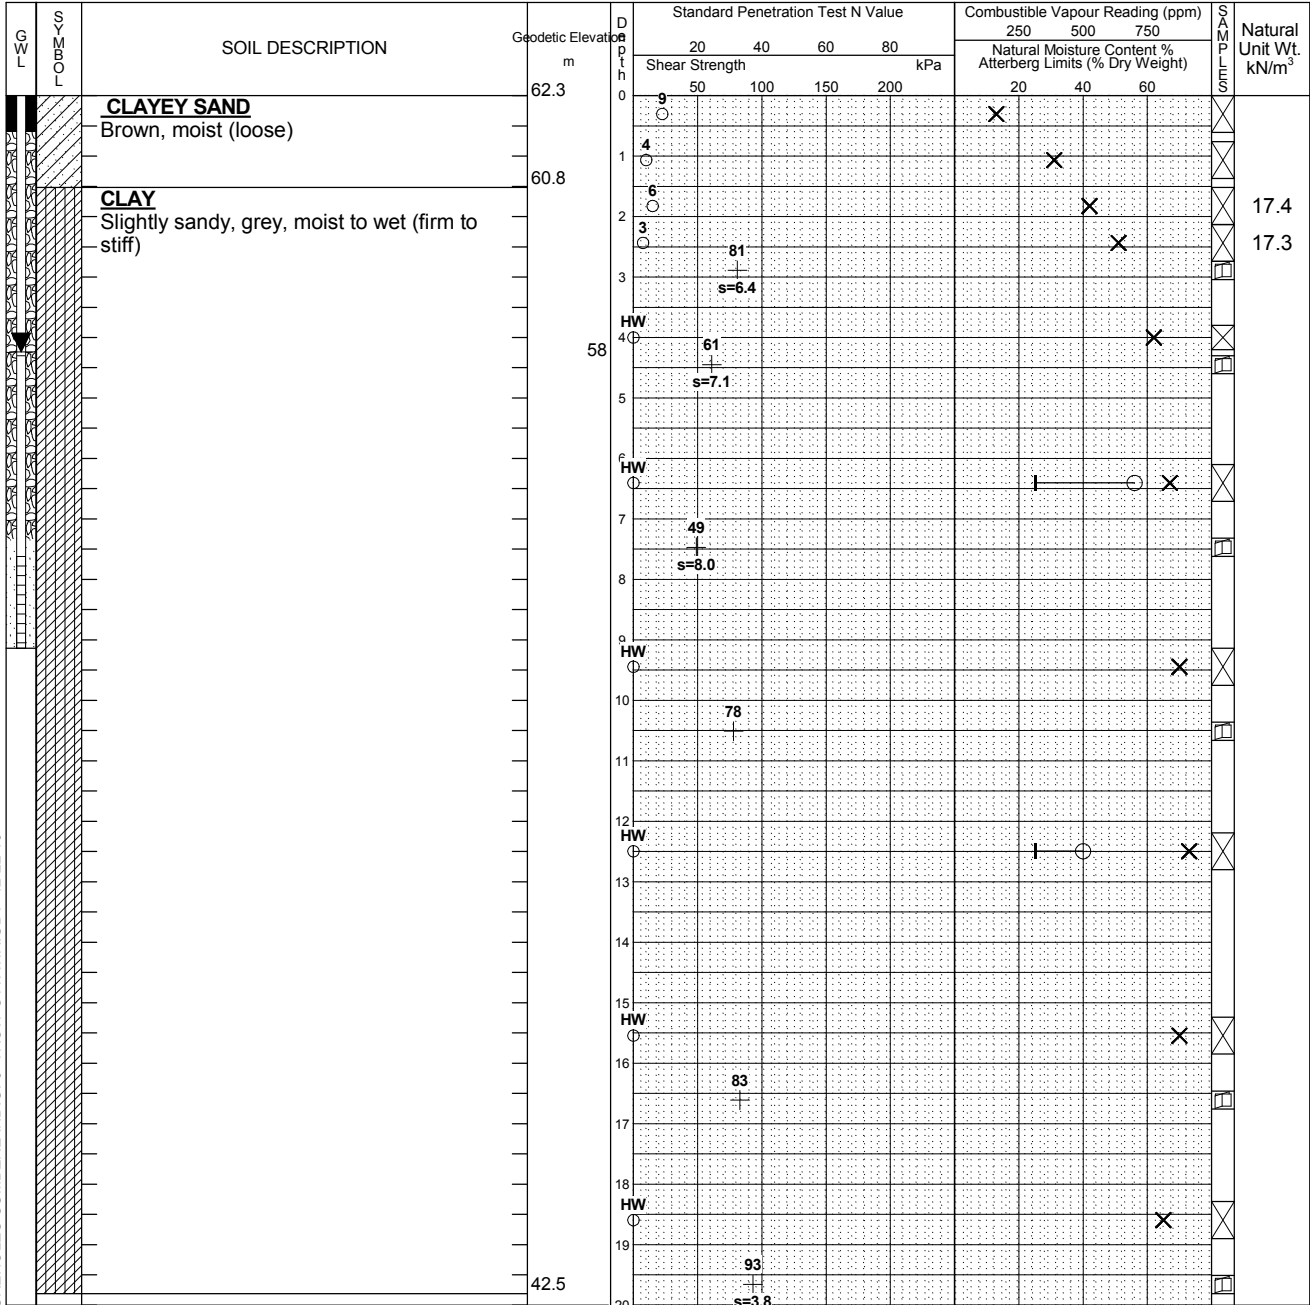 GWL
SYMBOL
SOIL DESCRIPTION
Geodetic Elevation
m
Depth
Standard Penetration Test N Value
20 40 60 80
Shear Strength kPa
50 100 150 200
Combustible Vapour Reading (ppm)
250 500 750
Natural Moisture Content %
Atterberg Limits (% Dry Weight)
20 40 60
SAMPLES
Natural
Unit Wt.
kN/m³
62.3
0
CLAYEY SAND
Brown, moist (loose)
9
4
1
60.8
CLAY
Slightly sandy, grey, moist to wet (firm to
stiff)
6
2
17.4
3
17.3
81
3
s=6.4
HW
4
58
61
s=7.1
5
6
HW
7
49
s=8.0
8
9
HW
10
78
11
12
HW
13
14
15
HW
16
83
17
18
HW
19
93
42.5
s=3.8
20